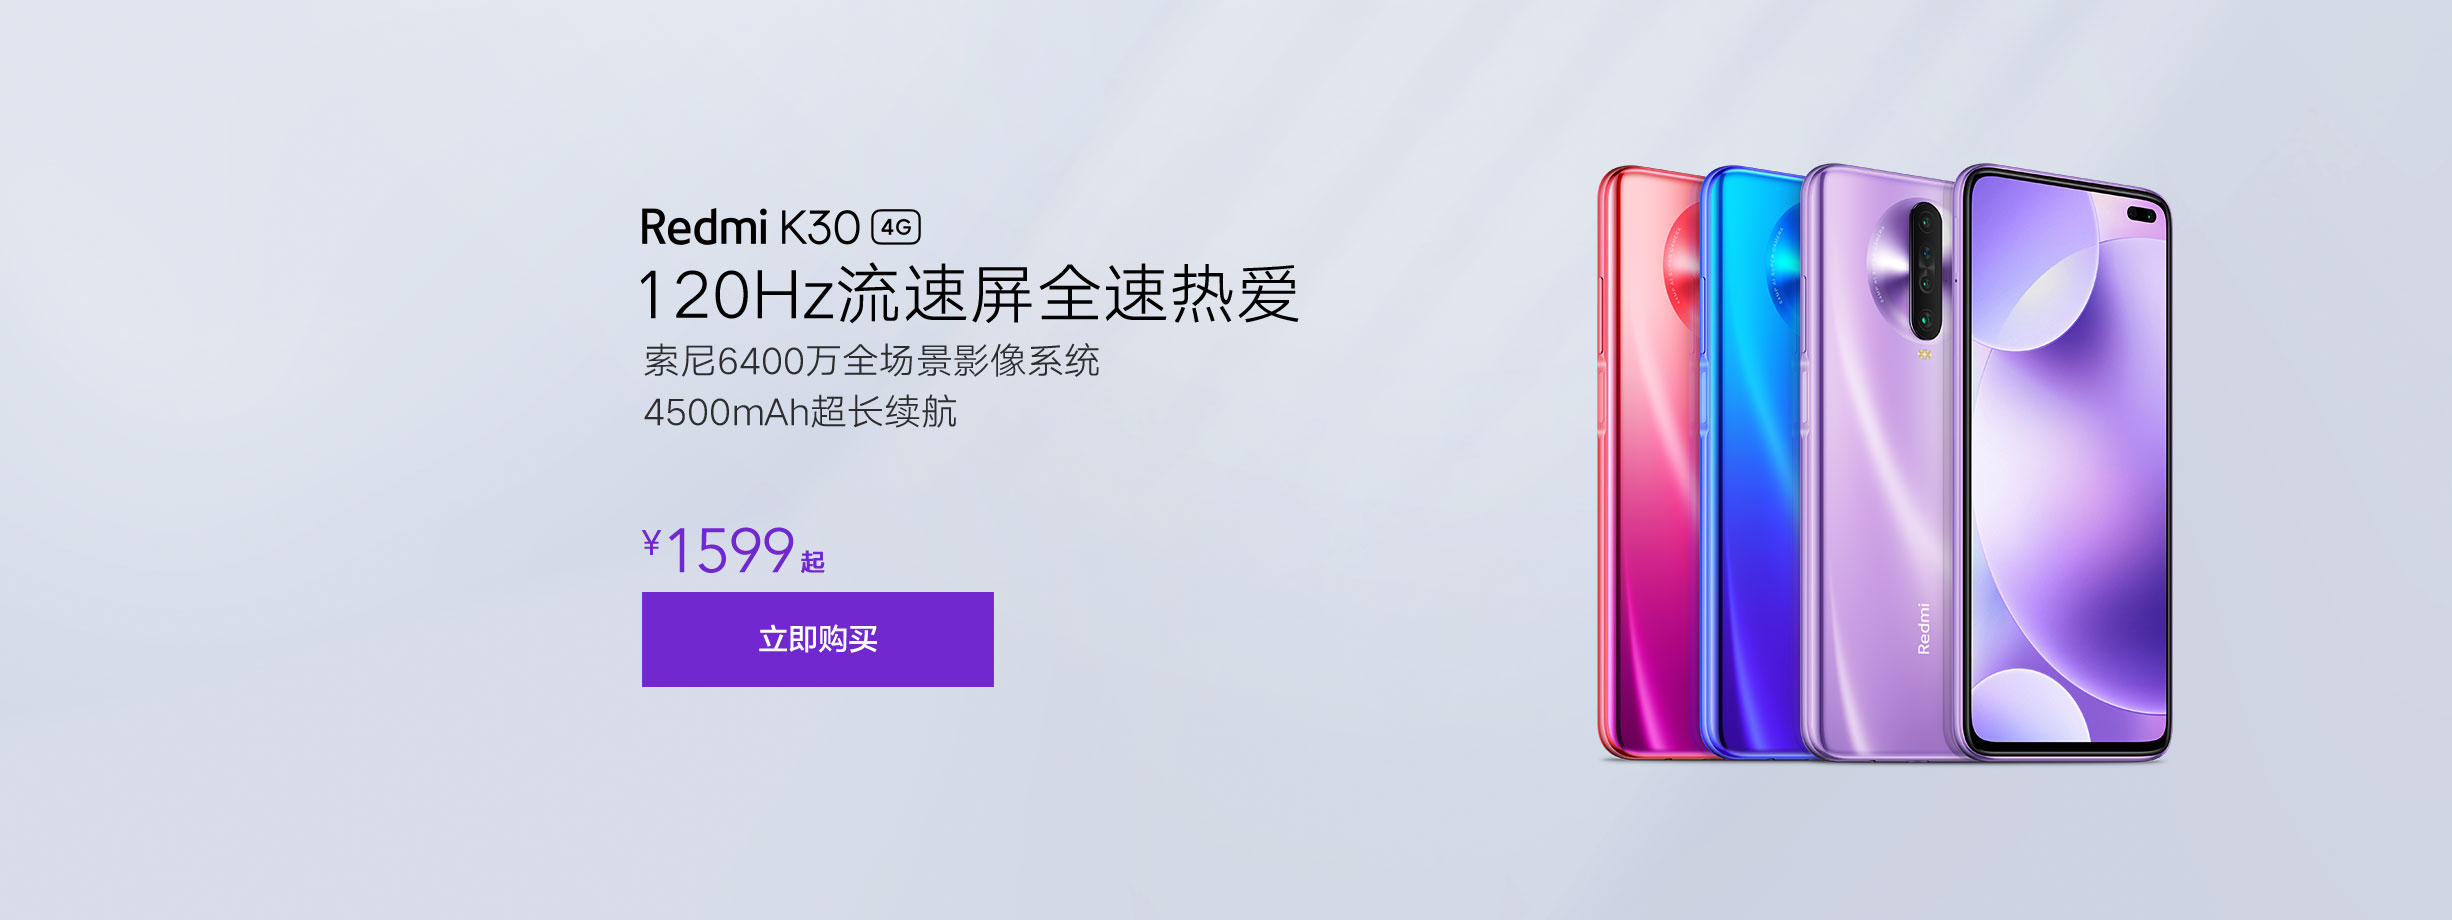 Redmi K30 4G
120Hz流速屏全速热爱
索尼6400万全场景影像系统
4500mAh超长续航
¥1599起
立即购买
Redmi